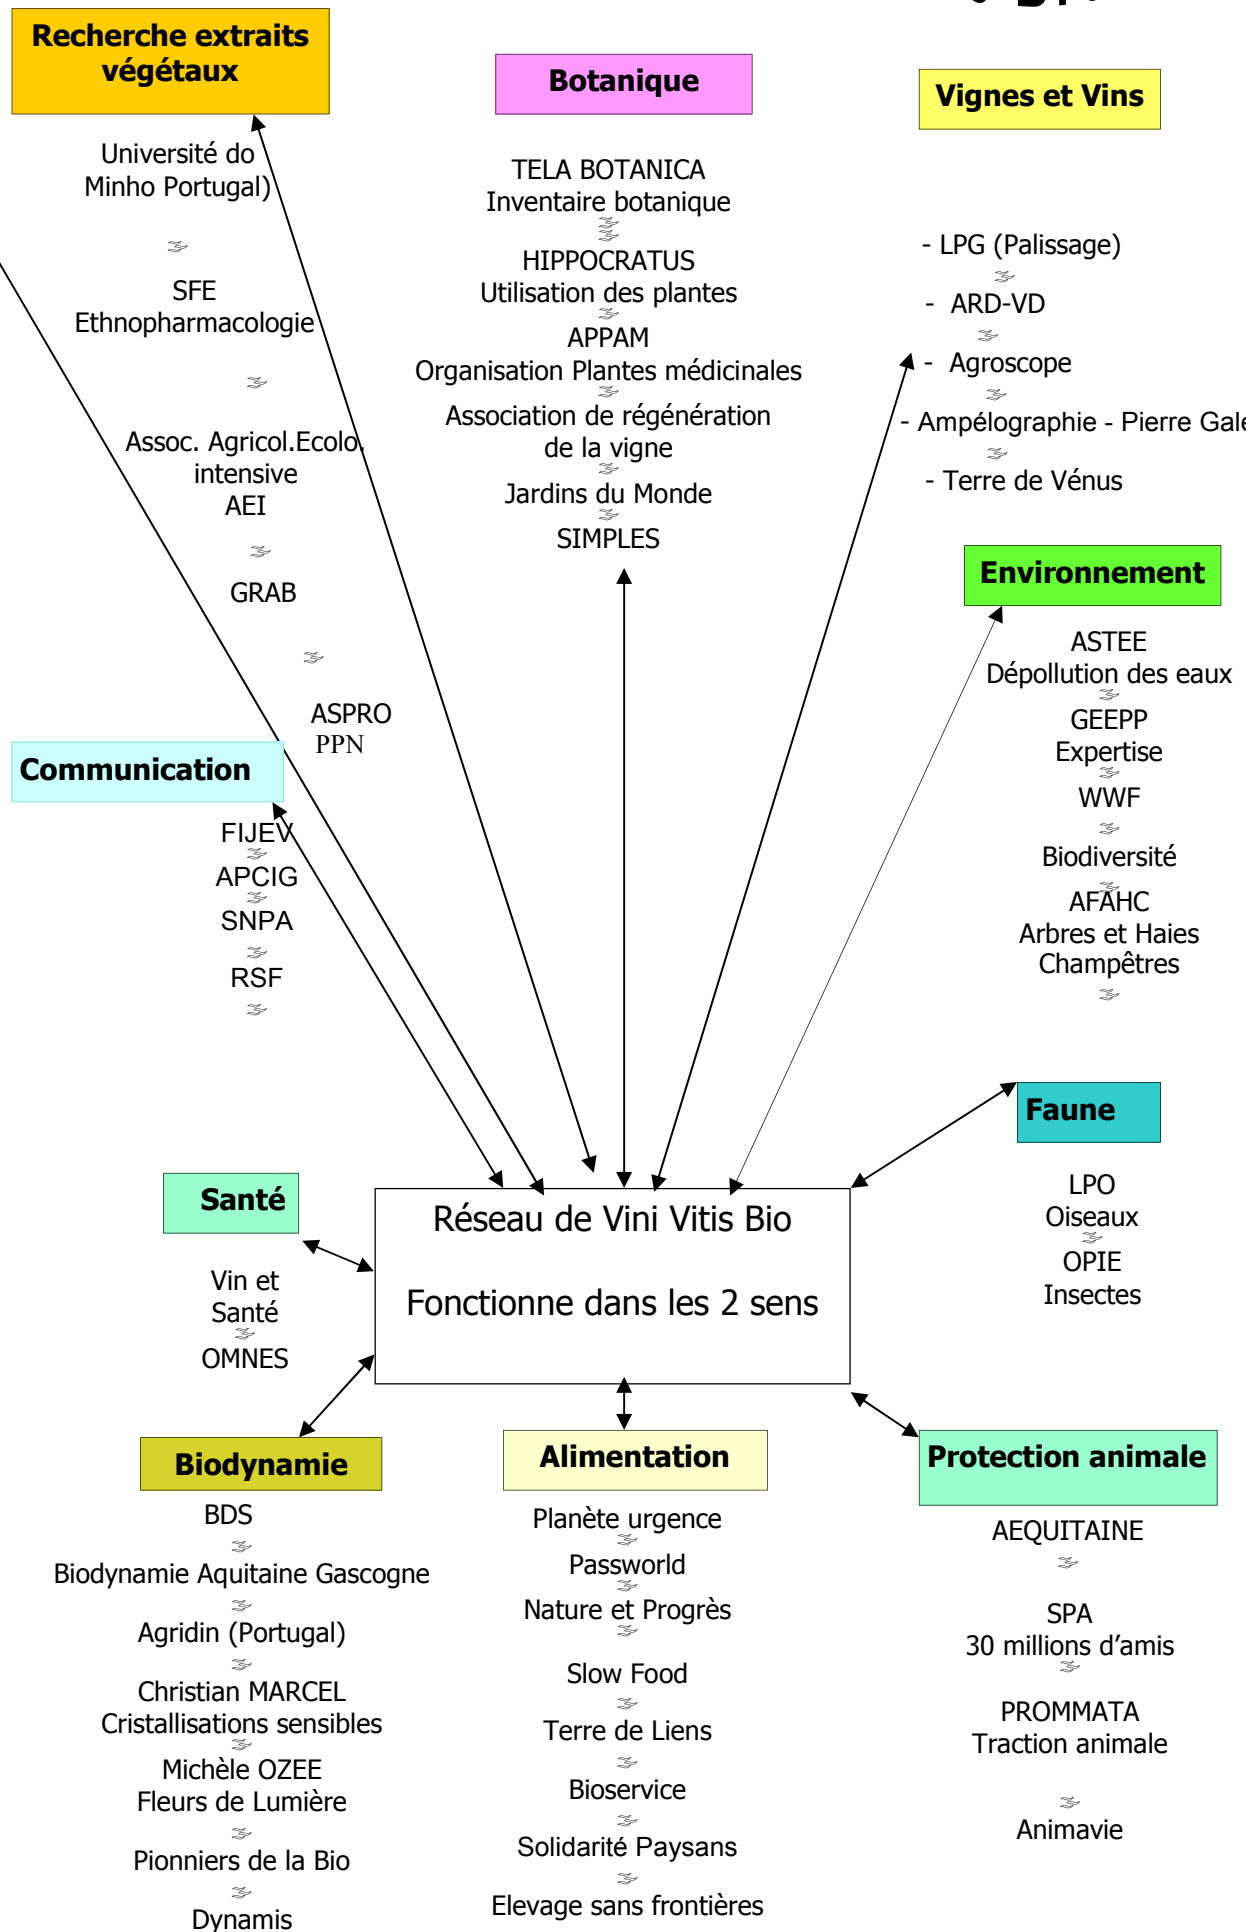 Recherche extraits
végétaux
Université do
Minho Portugal)
SFE
Ethnopharmacologie
Assoc. Agricol.Ecolo.
intensive
AEI
GRAB
ASPRO
PPN
Botanique
TELA BOTANICA
Inventaire botanique
HIPPOCRATUS
Utilisation des plantes
APPAM
Organisation Plantes médicinales
Association de régénération
de la vigne
Jardins du Monde
SIMPLES
Vignes et Vins
- LPG (Palissage)
- ARD-VD
- Agroscope
- Ampélographie - Pierre Gale
- Terre de Vénus
Environnement
ASTEE
Dépollution des eaux
GEEPP
Expertise
WWF
Biodiversité
AFAHC
Arbres et Haies
Champêtres
Communication
FIJEV
APCIG
SNPA
RSF
Faune
LPO
Oiseaux
OPIE
Insectes
Santé
Vin et
Santé
OMNES
Réseau de Vini Vitis Bio
Fonctionne dans les 2 sens
Biodynamie
BDS
Biodynamie Aquitaine Gascogne
Agridin (Portugal)
Christian MARCEL
Cristallisations sensibles
Michèle OZEE
Fleurs de Lumière
Pionniers de la Bio
Dynamis
Alimentation
Planète urgence
Passworld
Nature et Progrès
Slow Food
Terre de Liens
Bioservice
Solidarité Paysans
Elevage sans frontières
Protection animale
AEQUITAINE
SPA
30 millions d’amis
PROMMATA
Traction animale
Animavie